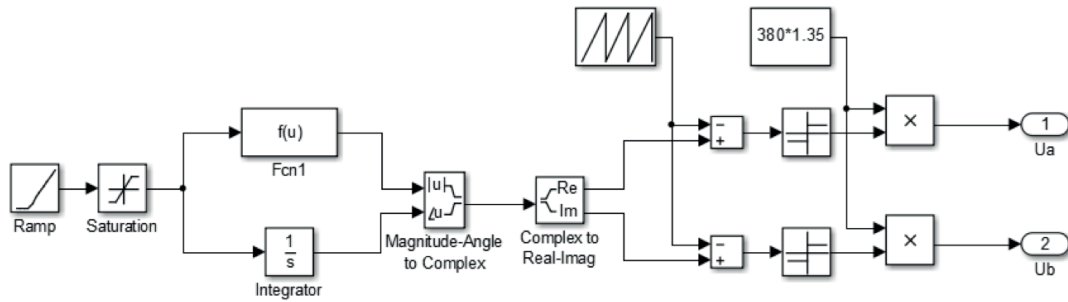 380*1.35
f(u)
Fcn1
−
+
×
1
Ua
Ramp
Saturation
|u|
∠u
Magnitude-Angle
to Complex
Re
Im
Complex to
Real-Imag
1
s
Integrator
−
+
×
2
Ub